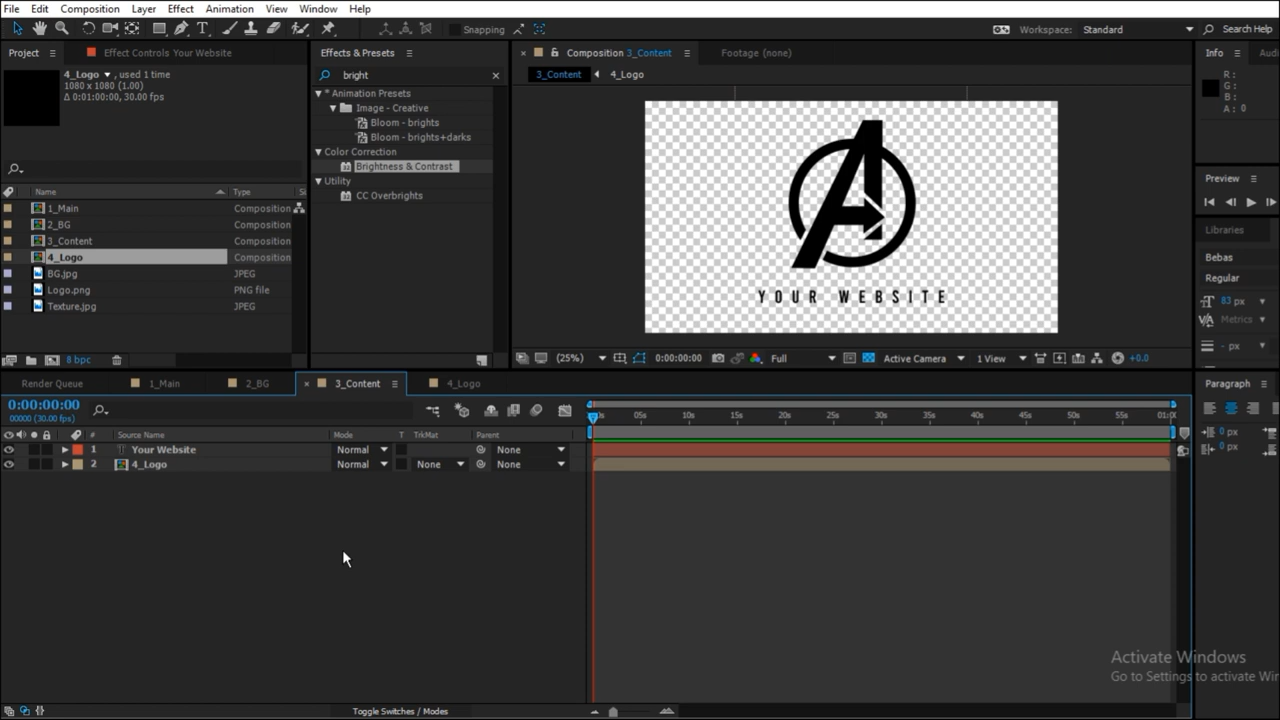 File Edit Composition Layer Effect Animation View Window Help
Snapping Workspace: Standard Search Help
Project Effect Controls Your Website Effects & Presets Composition 3_Content Footage (none) Info
4_Logo , used 1 time
1080 x 1080 (1.00)
Δ 0:01:00:00, 30.00 fps
bright
3_Content 4_Logo
R :
G :
B :
A : 0
* Animation Presets
Image - Creative
Bloom - brights
Bloom - brights+darks
Color Correction
Brightness & Contrast
Utility
CC Overbrights
Name Type
1_Main Composition
2_BG Composition
3_Content Composition
4_Logo Composition
BG.jpg JPEG
Logo.png PNG file
Texture.jpg JPEG
8 bpc
A
YOUR WEBSITE
(25%) 0:00:00:00 Full Active Camera 1 View +0.0
Preview
Libraries
Bebas
Regular
83 px
Metrics
- px
Paragraph
0 px
0 px
Render Queue 1_Main 2_BG 3_Content 4_Logo
0:00:00:00
00000 (30.00 fps)
05s 10s 15s 20s 25s 30s 35s 40s 45s 50s 55s
# Source Name Mode T TrkMat Parent
1 T Your Website Normal None
2 4_Logo Normal None None
Toggle Switches / Modes
Activate Windows
Go to Settings to activate